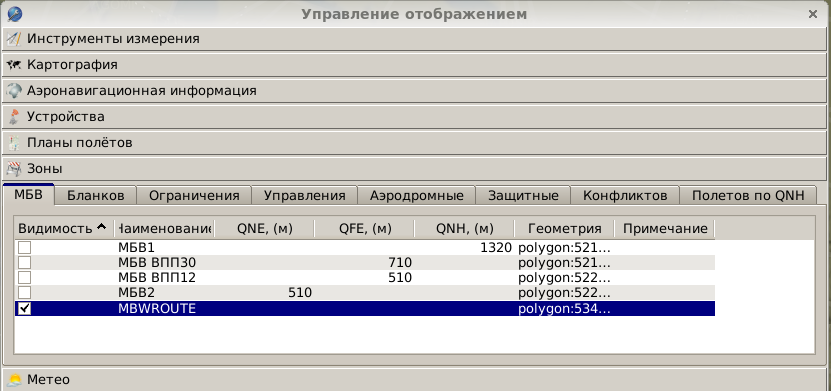 Управление отображением
Инструменты измерения
Картография
Аэронавигационная информация
Устройства
Планы полётов
Зоны
МБВ Бланков Ограничения Управления Аэродромные Защитные Конфликтов Полетов по QNH
Видимость Наименование QNE, (м) QFE, (м) QNH, (м) Геометрия Примечание
МБВ1 1320 polygon:521...
МБВ ВПП30 710 polygon:521...
МБВ ВПП12 510 polygon:522...
МБВ2 510 polygon:522...
MBWROUTE polygon:534...
Метео